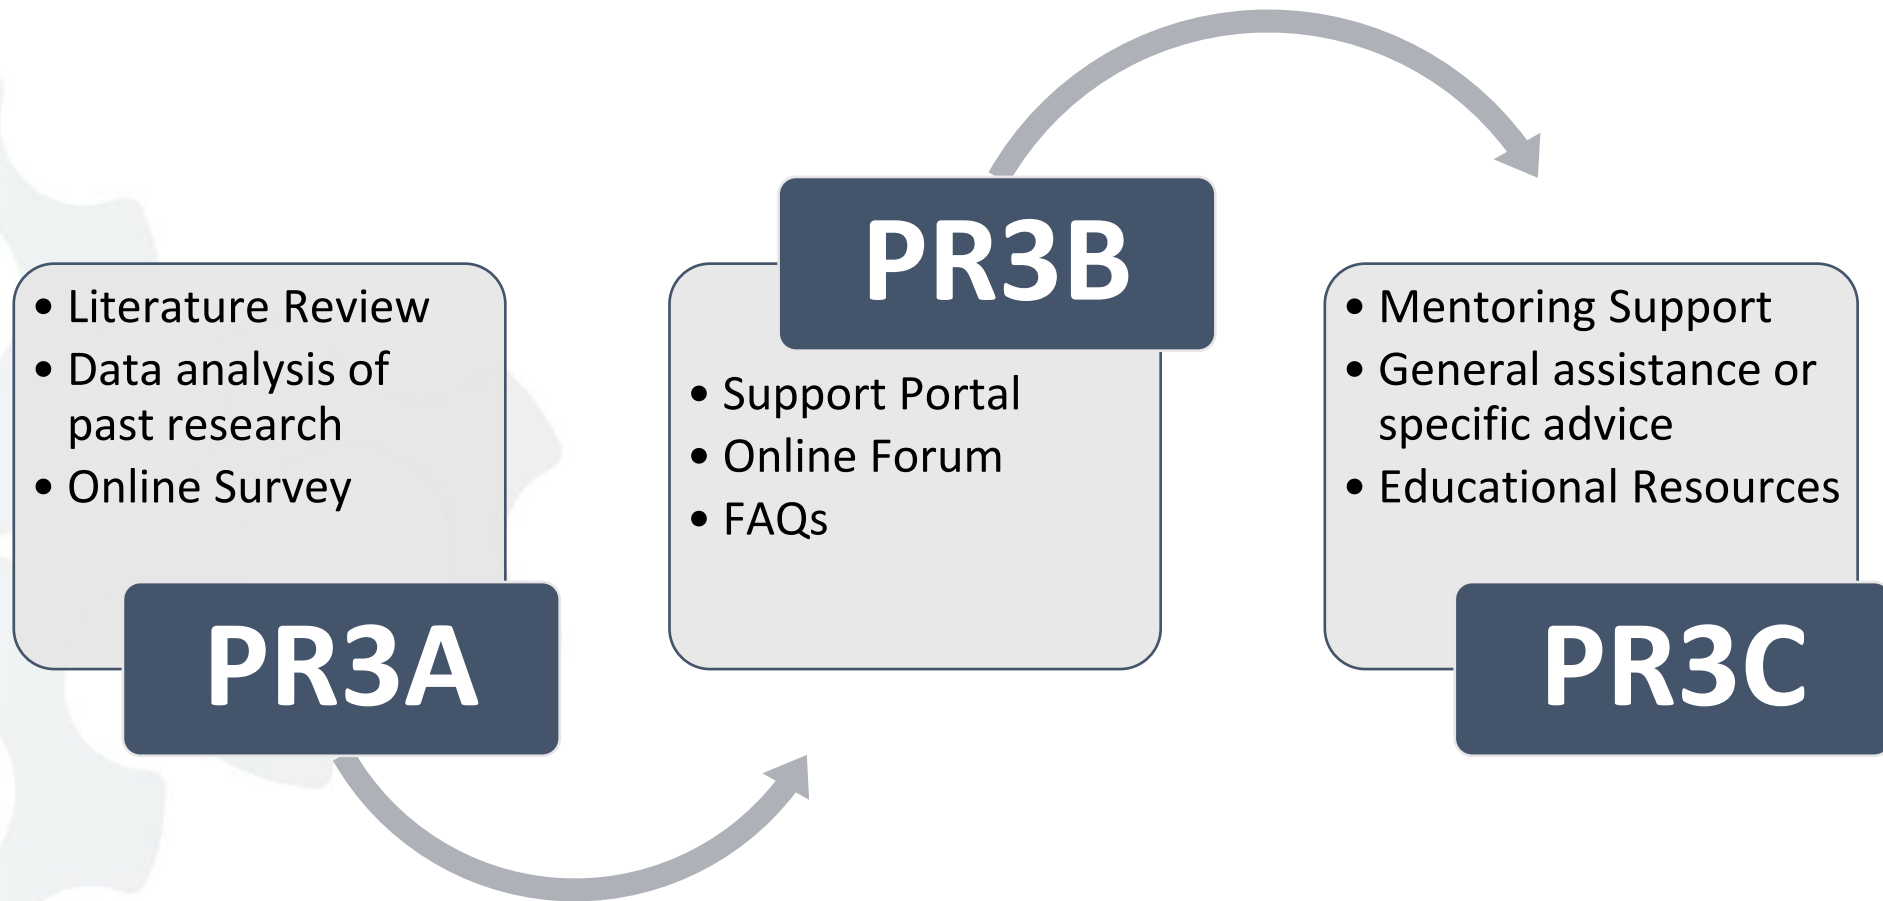 • Literature Review
• Data analysis of
past research
• Online Survey
PR3A
PR3B
• Support Portal
• Online Forum
• FAQs
• Mentoring Support
• General assistance or
specific advice
• Educational Resources
PR3C